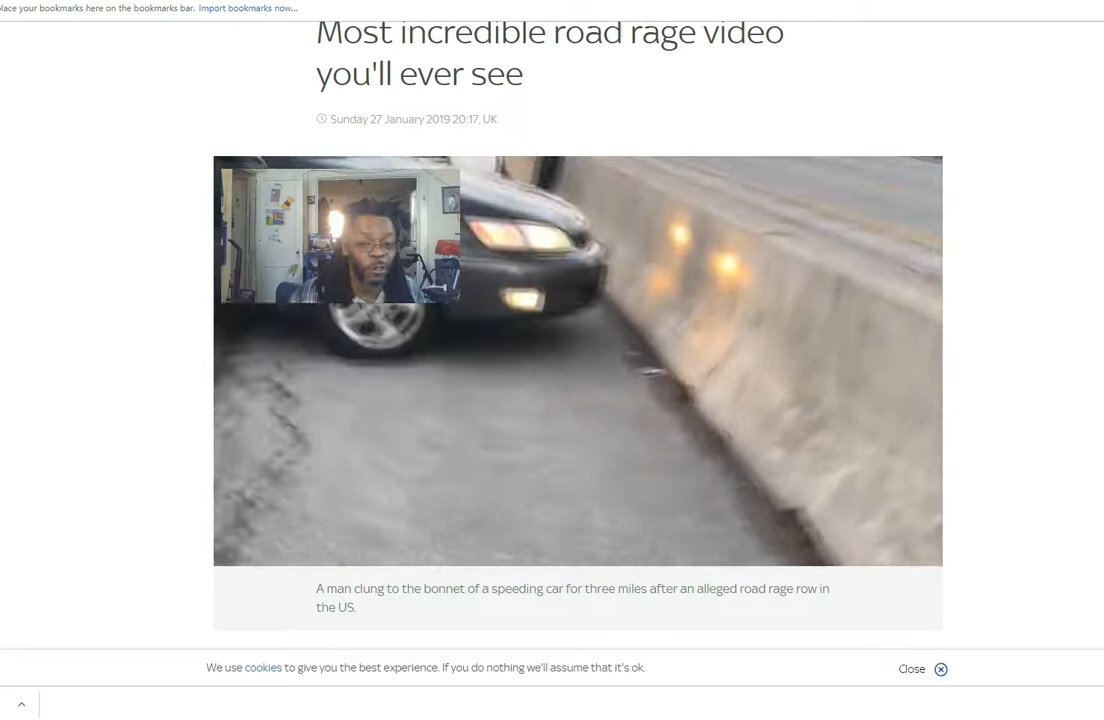 place your bookmarks here on the bookmarks bar. Import bookmarks now...
Most incredible road rage video
you'll ever see
Sunday 27 January 2019 20:17, UK
A man clung to the bonnet of a speeding car for three miles after an alleged road rage row in
the US.
We use cookies to give you the best experience. If you do nothing we'll assume that it's ok.
Close